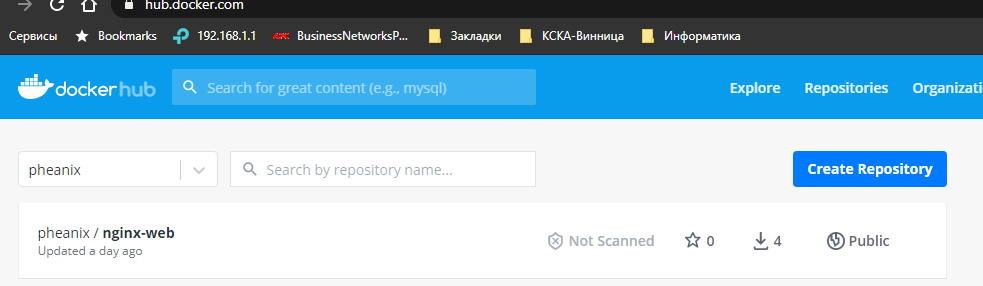 hub.docker.com
Сервисы Bookmarks 192.168.1.1 BusinessNetworksP... Закладки КСКА-Винница Информатика
dockerhub Search for great content (e.g., mysql) Explore Repositories Organizati
pheanix Search by repository name... Create Repository
pheanix / nginx-web
Updated a day ago
Not Scanned 0 4 Public